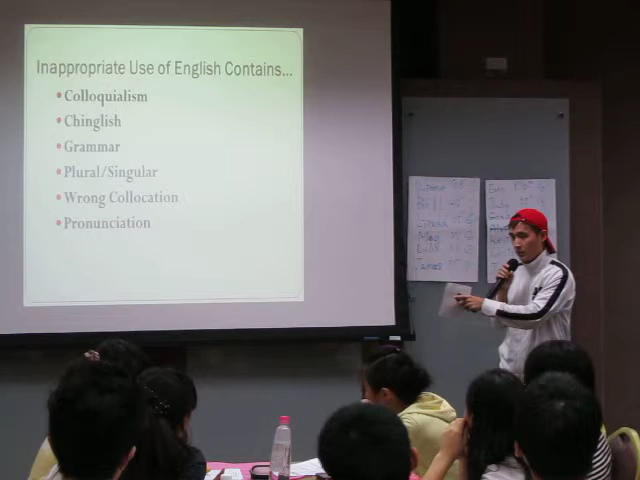 Inappropriate Use of English Contains...
• Colloquialism
• Chinglish
• Grammar
• Plural/Singular
• Wrong Collocation
• Pronunciation